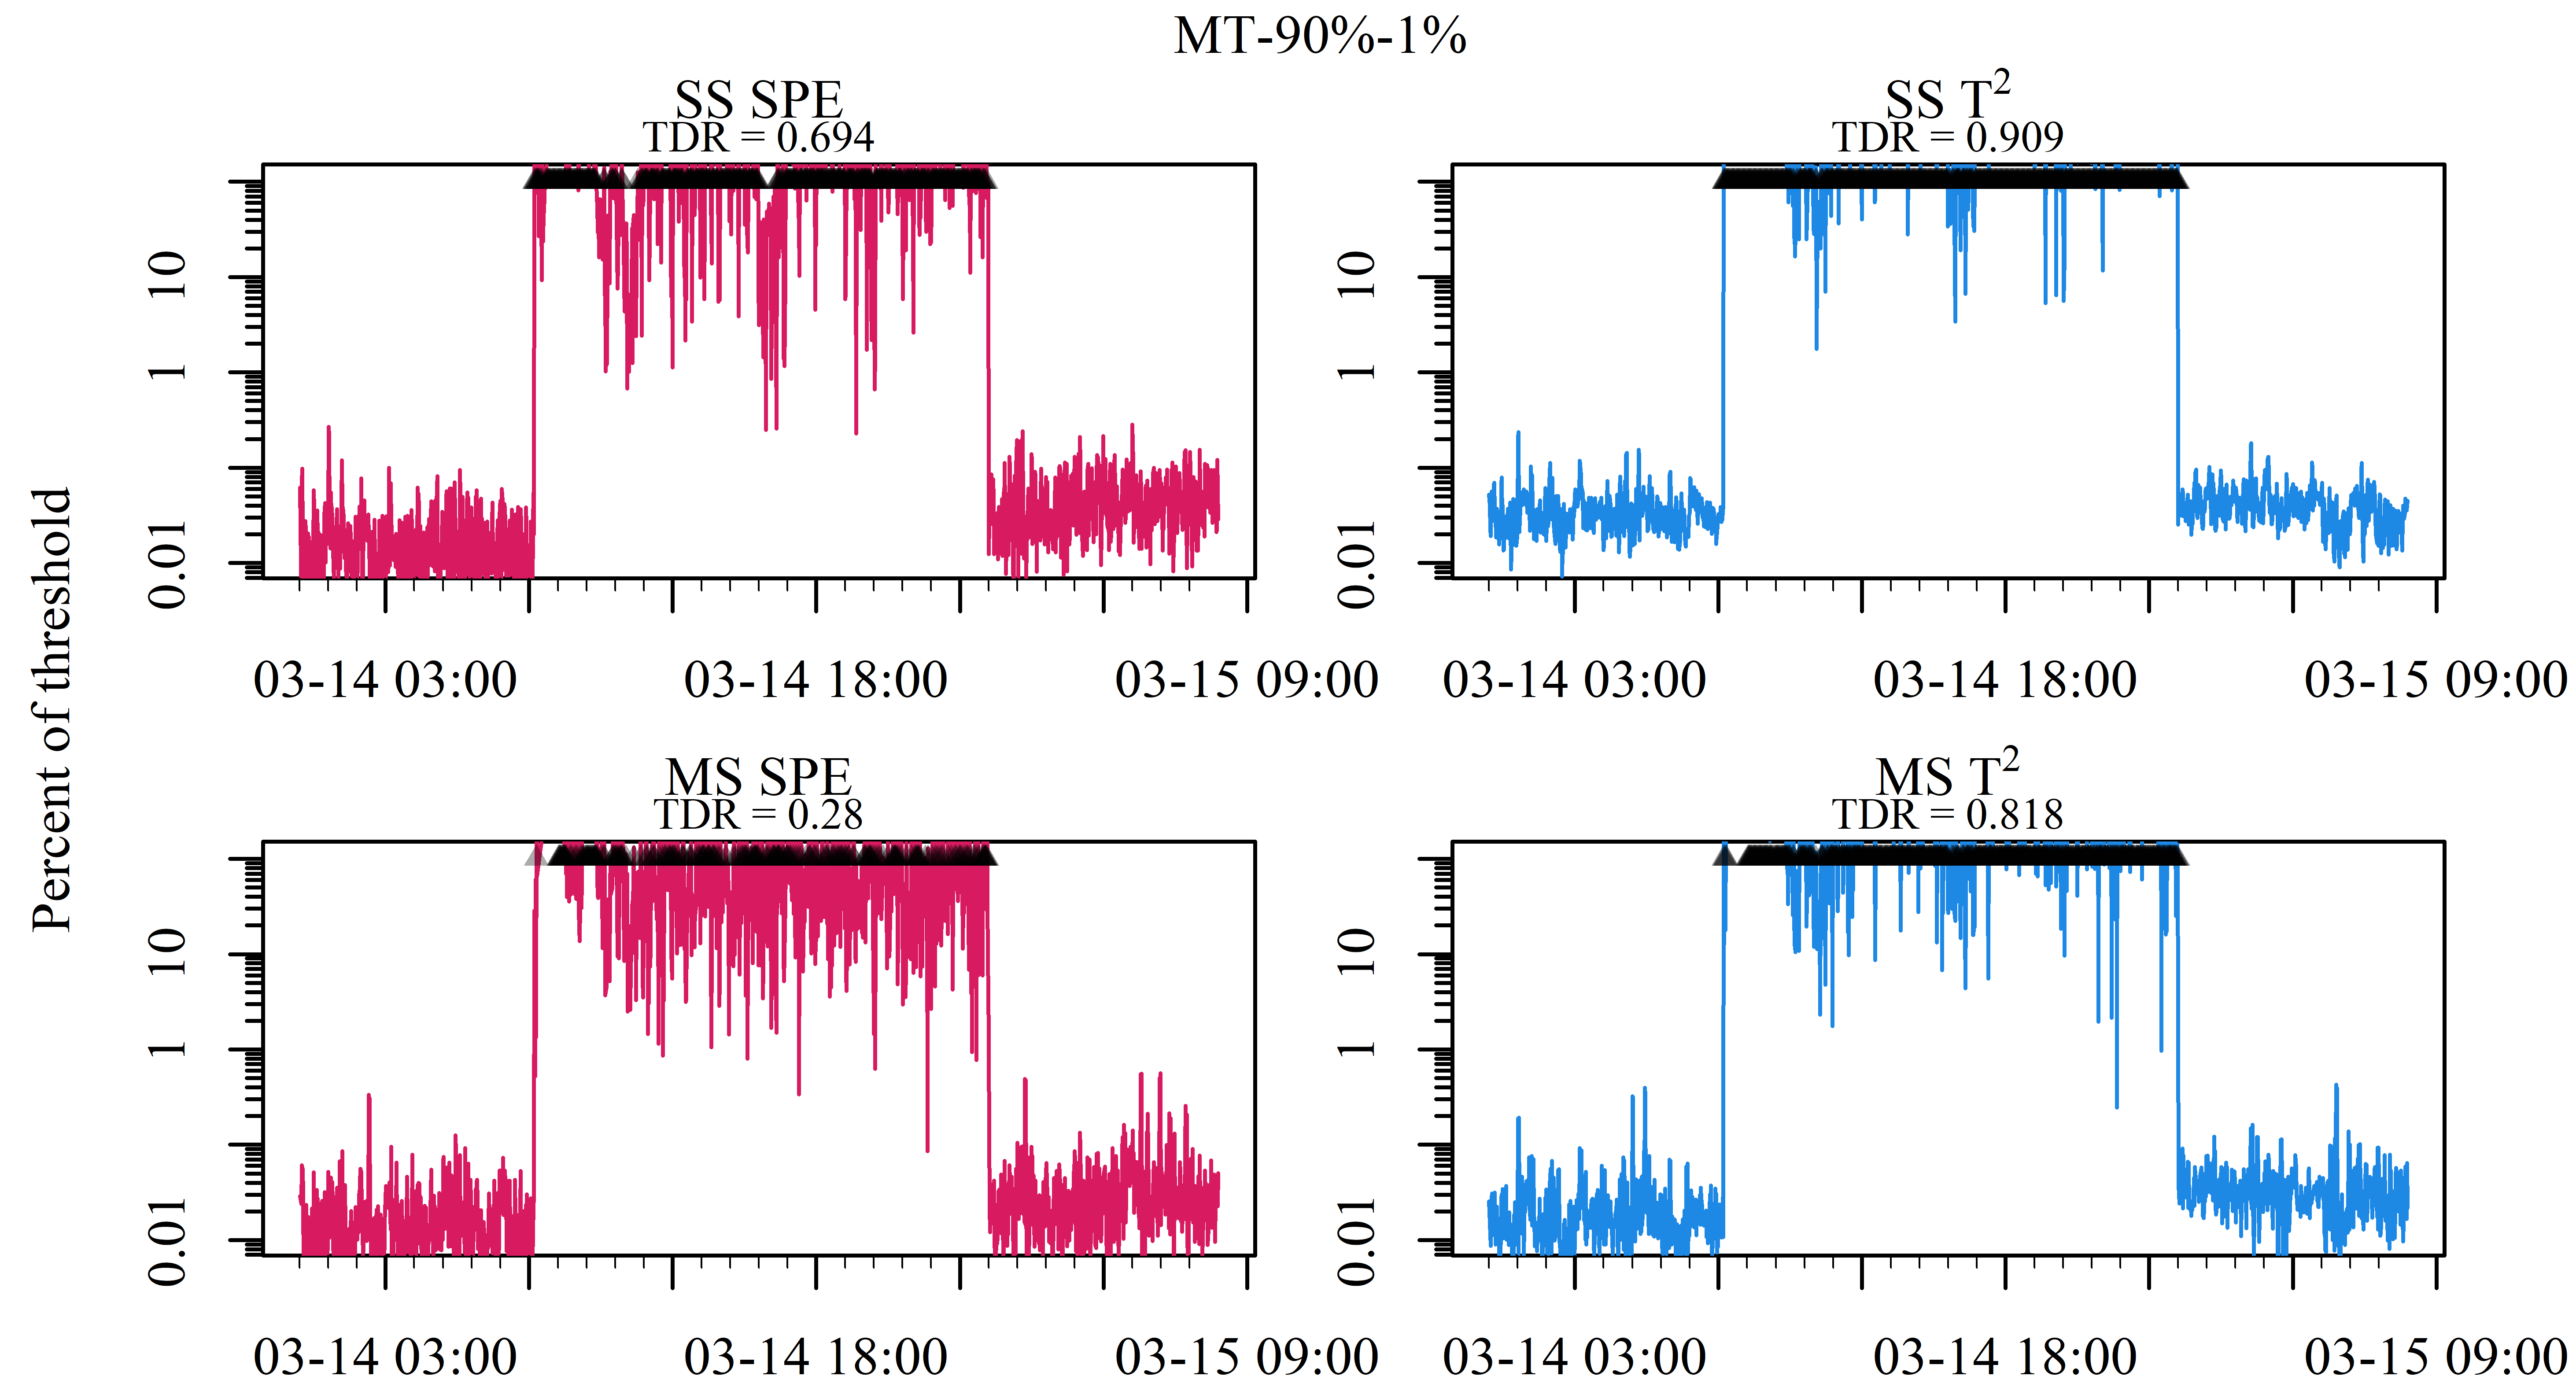 MT-90%-1%
SS SPE
TDR = 0.694
SS T²
TDR = 0.909
Percent of threshold
10
1
0.01
10
1
0.01
03-14 03:00
03-14 18:00
03-15 09:00
03-14 03:00
03-14 18:00
03-15 09:00
MS SPE
TDR = 0.28
MS T²
TDR = 0.818
10
1
0.01
10
1
0.01
03-14 03:00
03-14 18:00
03-15 09:00
03-14 03:00
03-14 18:00
03-15 09:00